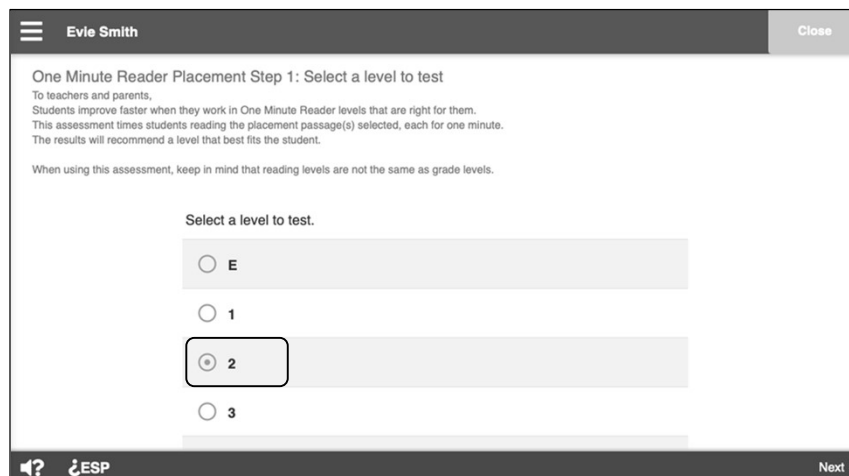 Evie Smith
Close
One Minute Reader Placement Step 1: Select a level to test
To teachers and parents,
Students improve faster when they work in One Minute Reader levels that are right for them.
This assessment times students reading the placement passage(s) selected, each for one minute.
The results will recommend a level that best fits the student.
When using this assessment, keep in mind that reading levels are not the same as grade levels.
Select a level to test.
E
1
2
3
?
¿ESP
Next